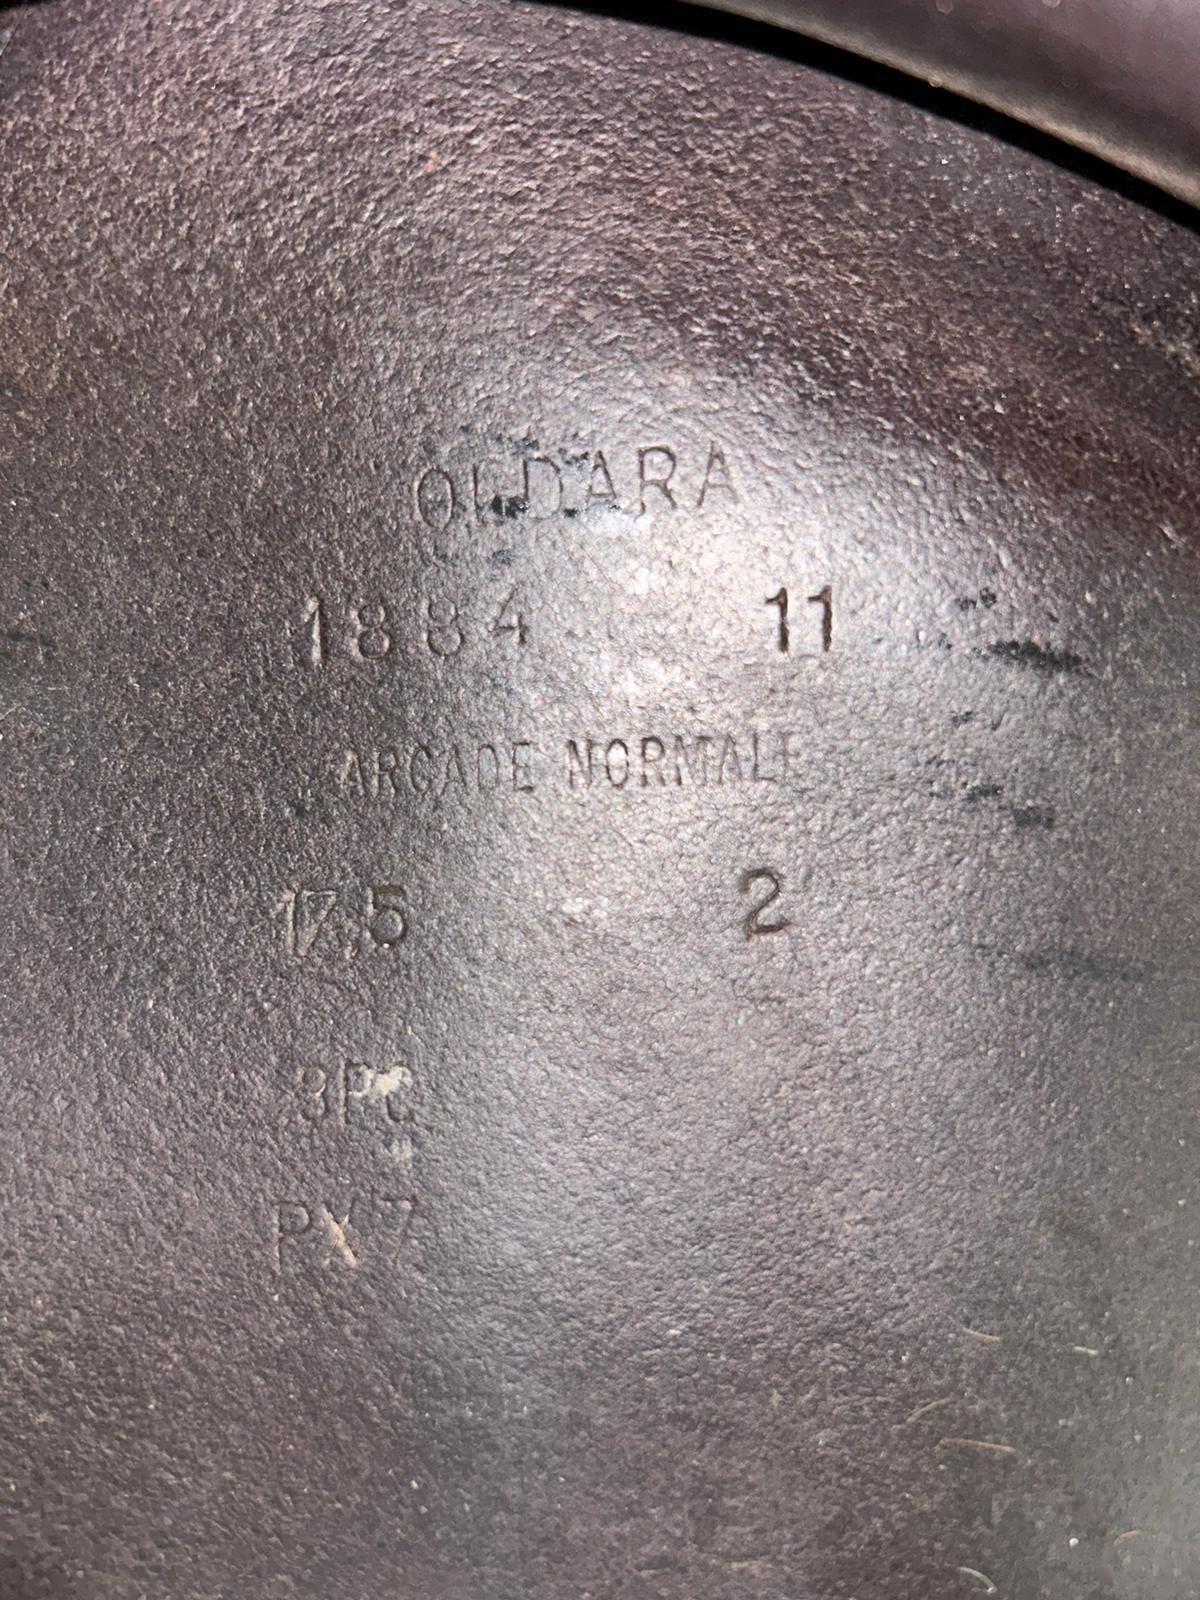 OLDARA
1884 11
ARCADE NORMALE
17,5 2
3PC
PX7